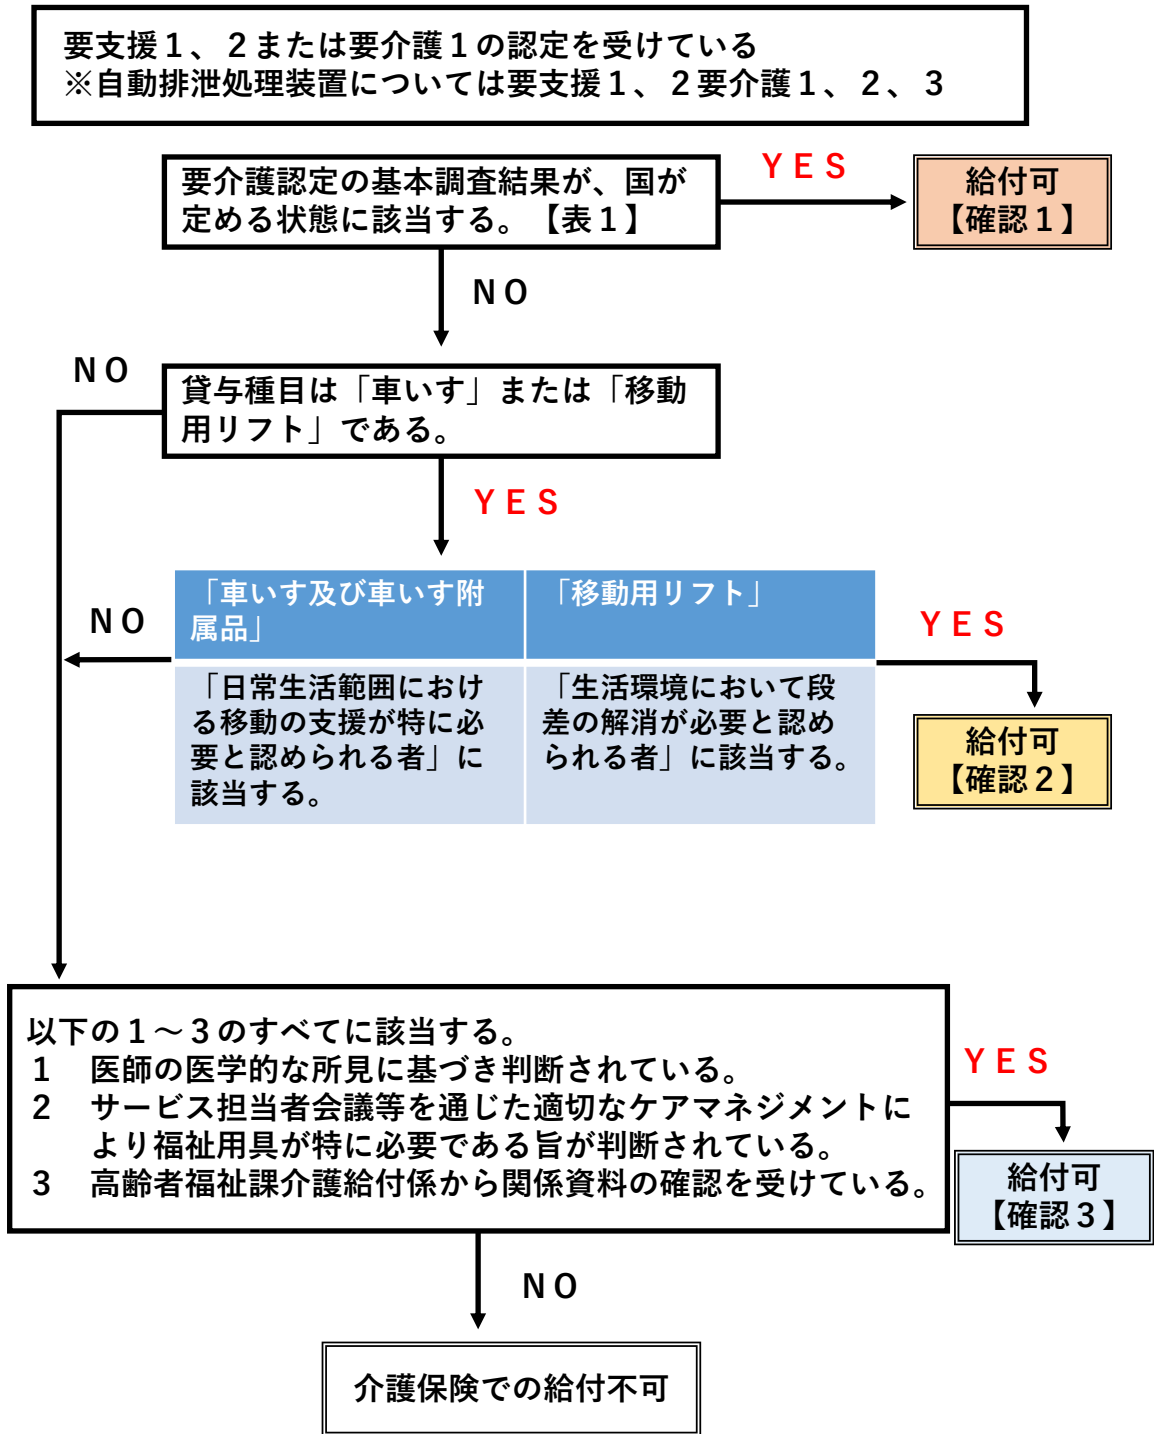 要支援１、２または要介護１の認定を受けている
※自動排泄処理装置については要支援１、２要介護１、２、３
要介護認定の基本調査結果が、国が
定める状態に該当する。【表１】
ＹＥＳ
給付可
【確認１】
ＮＯ
ＮＯ
貸与種目は「車いす」または「移動
用リフト」である。
ＹＥＳ
「車いす及び車いす附
属品」
「移動用リフト」
ＮＯ
ＹＥＳ
「日常生活範囲におけ
る移動の支援が特に必
要と認められる者」に
該当する。
「生活環境において段
差の解消が必要と認め
られる者」に該当する。
給付可
【確認２】
以下の１～３のすべてに該当する。
１　医師の医学的な所見に基づき判断されている。
２　サービス担当者会議等を通じた適切なケアマネジメントに
より福祉用具が特に必要である旨が判断されている。
３　高齢者福祉課介護給付係から関係資料の確認を受けている。
ＹＥＳ
給付可
【確認３】
ＮＯ
介護保険での給付不可